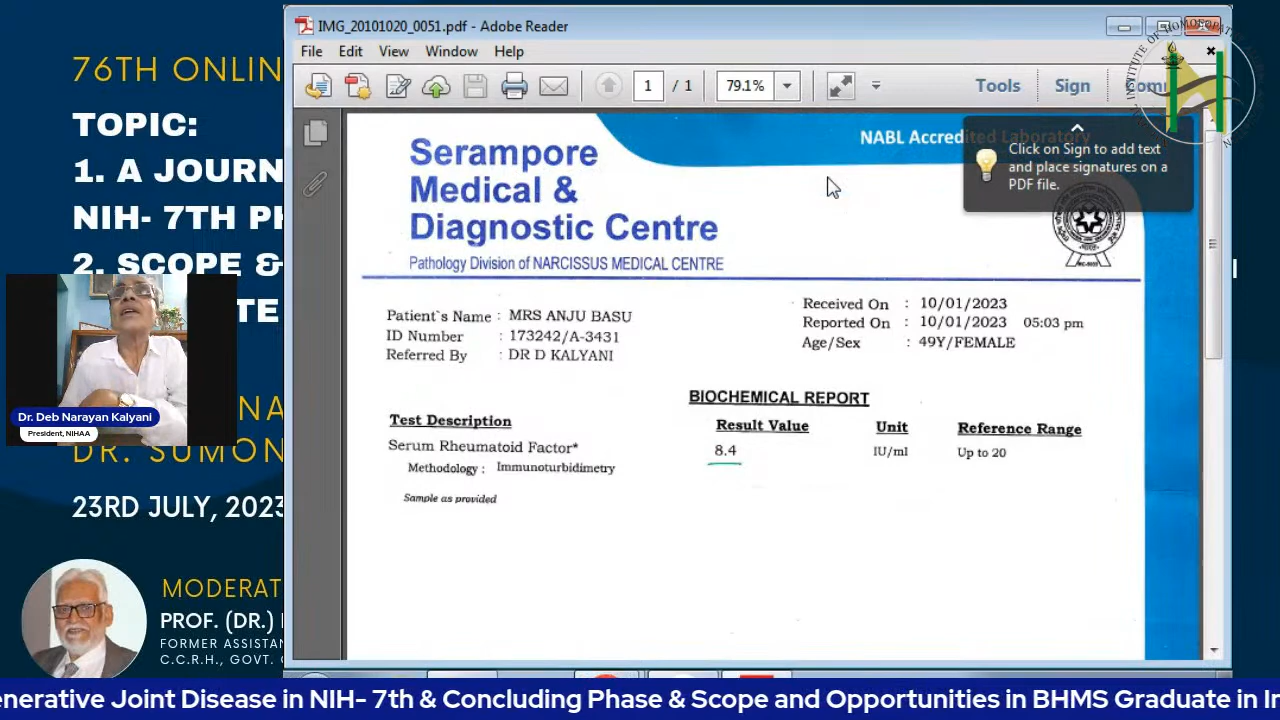 76TH ONLIN
TOPIC:
1. A JOURN
NIH- 7TH PH
2. SCOPE &
TE
NA
DR. SUMON
23RD JULY, 2023
MODERAT
PROF. (DR.)
FORMER ASSISTAN
C.C.R.H., GOVT.
Dr. Deb Narayan Kalyani
President, NIHAA
IMG_20101020_0051.pdf - Adobe Reader
File Edit View Window Help
1 / 1 79.1% Tools Sign Com
Click on Sign to add text
and place signatures on a
PDF file.
NABL Accredited Laboratory
Serampore
Medical &
Diagnostic Centre
Pathology Division of NARCISSUS MEDICAL CENTRE
Patient`s Name : MRS ANJU BASU
ID Number : 173242/A-3431
Referred By : DR D KALYANI
Received On : 10/01/2023
Reported On : 10/01/2023 05:03 pm
Age/Sex : 49Y/FEMALE
BIOCHEMICAL REPORT
Test Description Result Value Unit Reference Range
Serum Rheumatoid Factor* 8.4 IU/ml Up to 20
Methodology : Immunoturbidimetry
Sample as provided
enerative Joint Disease in NIH- 7th & Concluding Phase & Scope and Opportunities in BHMS Graduate in I